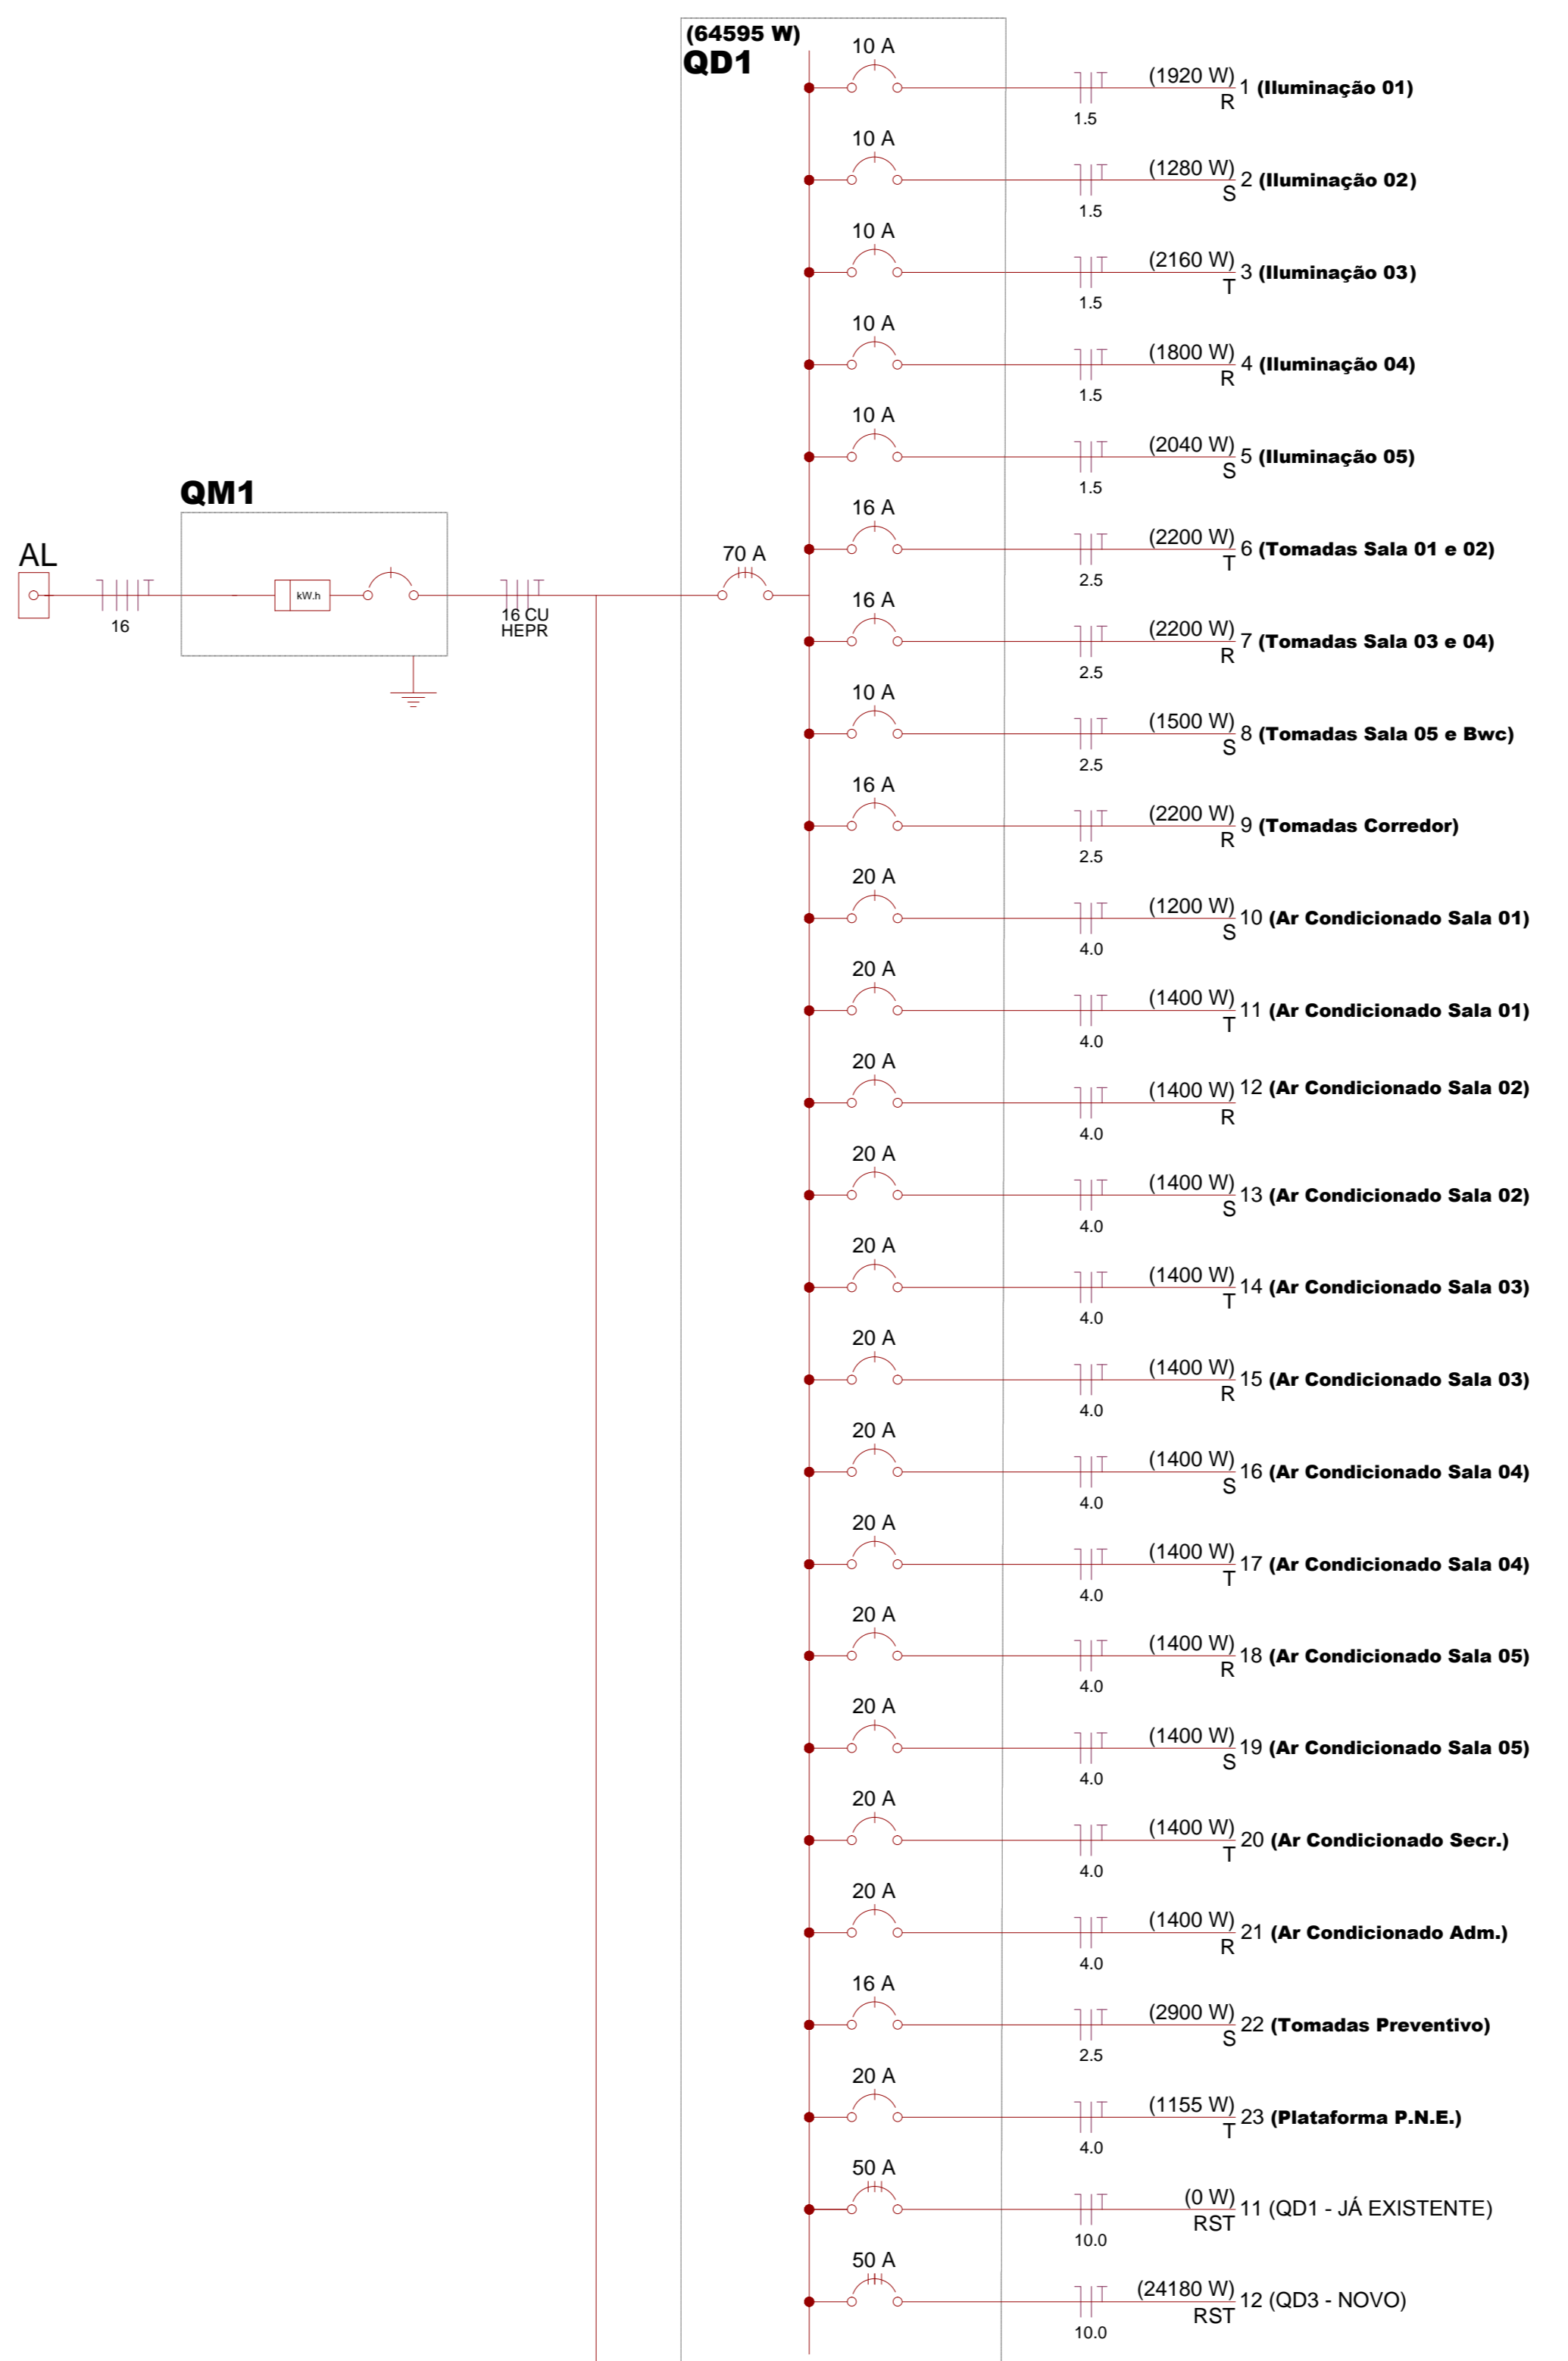 (64595 W)
QD1
10 A
(1920 W) 1 (Iluminação 01)
R
1.5
10 A
(1280 W) 2 (Iluminação 02)
S
1.5
10 A
(2160 W) 3 (Iluminação 03)
T
1.5
10 A
(1800 W) 4 (Iluminação 04)
R
1.5
10 A
(2040 W) 5 (Iluminação 05)
S
1.5
QM1
AL
16
kW.h
16 CU
HEPR
70 A
16 A
(2200 W) 6 (Tomadas Sala 01 e 02)
T
2.5
16 A
(2200 W) 7 (Tomadas Sala 03 e 04)
R
2.5
10 A
(1500 W) 8 (Tomadas Sala 05 e Bwc)
S
2.5
16 A
(2200 W) 9 (Tomadas Corredor)
R
2.5
20 A
(1200 W) 10 (Ar Condicionado Sala 01)
S
4.0
20 A
(1400 W) 11 (Ar Condicionado Sala 01)
T
4.0
20 A
(1400 W) 12 (Ar Condicionado Sala 02)
R
4.0
20 A
(1400 W) 13 (Ar Condicionado Sala 02)
S
4.0
20 A
(1400 W) 14 (Ar Condicionado Sala 03)
T
4.0
20 A
(1400 W) 15 (Ar Condicionado Sala 03)
R
4.0
20 A
(1400 W) 16 (Ar Condicionado Sala 04)
S
4.0
20 A
(1400 W) 17 (Ar Condicionado Sala 04)
T
4.0
20 A
(1400 W) 18 (Ar Condicionado Sala 05)
R
4.0
20 A
(1400 W) 19 (Ar Condicionado Sala 05)
S
4.0
20 A
(1400 W) 20 (Ar Condicionado Secr.)
T
4.0
20 A
(1400 W) 21 (Ar Condicionado Adm.)
R
4.0
16 A
(2900 W) 22 (Tomadas Preventivo)
S
2.5
20 A
(1155 W) 23 (Plataforma P.N.E.)
T
4.0
50 A
(0 W) 11 (QD1 - JÁ EXISTENTE)
RST
10.0
50 A
(24180 W) 12 (QD3 - NOVO)
RST
10.0